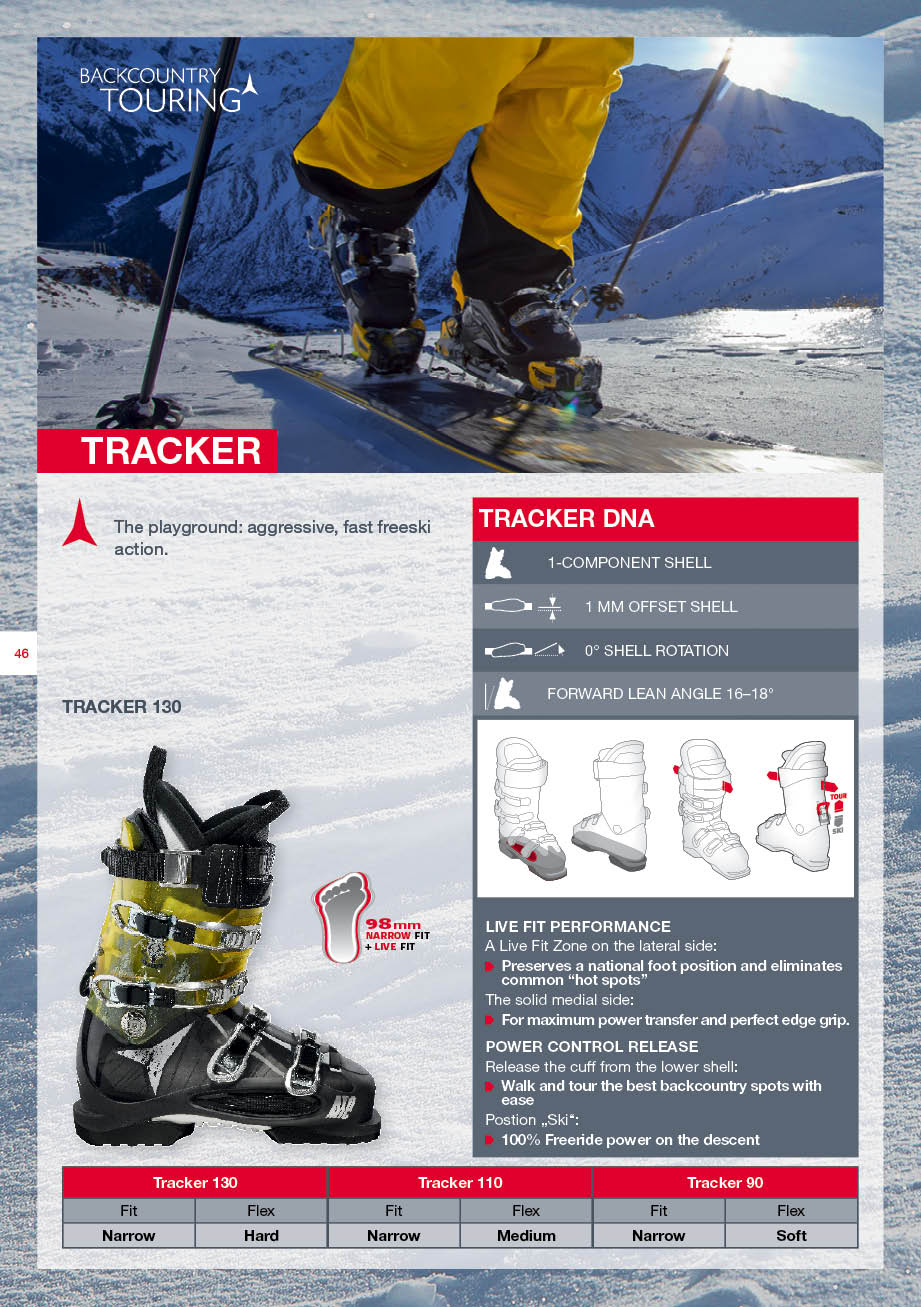 BACKCOUNTRY
TOURING
TRACKER
The playground: aggressive, fast freeski
action.
46
TRACKER 130
98mm
NARROW FIT
+ LIVE FIT
TRACKER DNA
1-COMPONENT SHELL
1 MM OFFSET SHELL
0° SHELL ROTATION
FORWARD LEAN ANGLE 16–18°
TOUR
SKI
LIVE FIT PERFORMANCE
A Live Fit Zone on the lateral side:
Preserves a national foot position and eliminates
common “hot spots”
The solid medial side:
For maximum power transfer and perfect edge grip.
POWER CONTROL RELEASE
Release the cuff from the lower shell:
Walk and tour the best backcountry spots with
ease
Postion „Ski“:
100% Freeride power on the descent
Tracker 130 Tracker 110 Tracker 90
Fit Flex Fit Flex Fit Flex
Narrow Hard Narrow Medium Narrow Soft